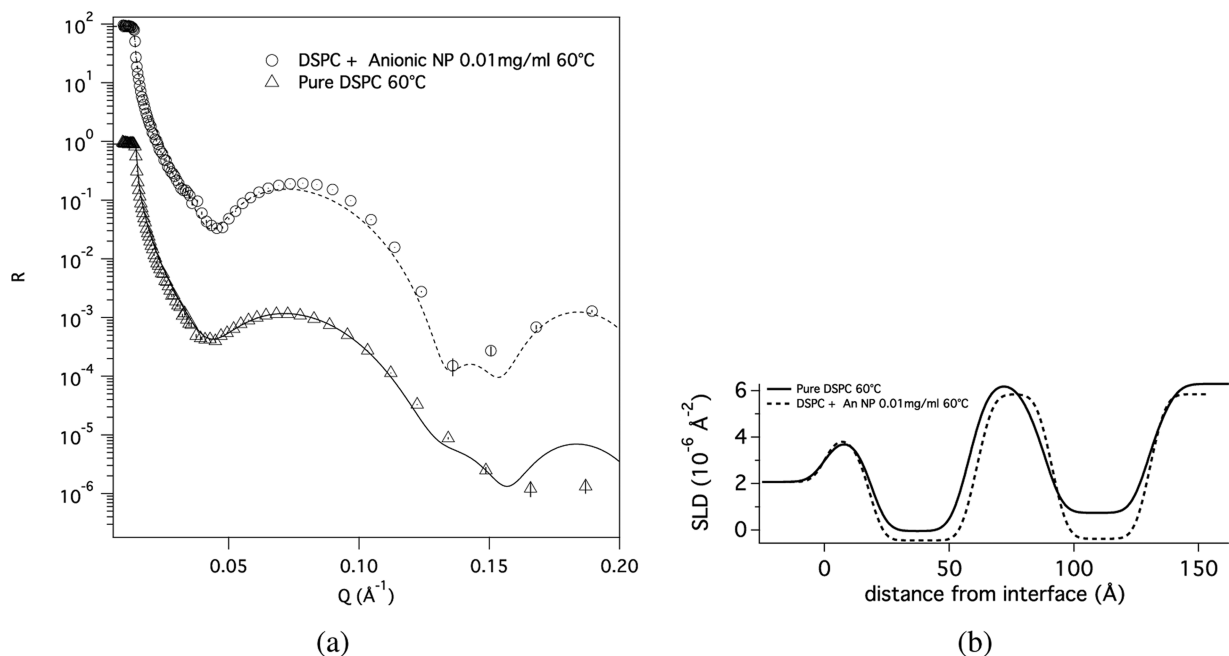 10²
10¹
10⁰
10⁻¹
10⁻²
10⁻³
10⁻⁴
10⁻⁵
10⁻⁶
R
DSPC + Anionic NP 0.01mg/ml 60°C
Pure DSPC 60°C
0.05 0.10 0.15 0.20
Q (Å⁻¹)
(a)
SLD (10⁻⁶ Å⁻²)
6
4
2
0
Pure DSPC 60°C
DSPC + An NP 0.01mg/ml 60°C
0 50 100 150
distance from interface (Å)
(b)